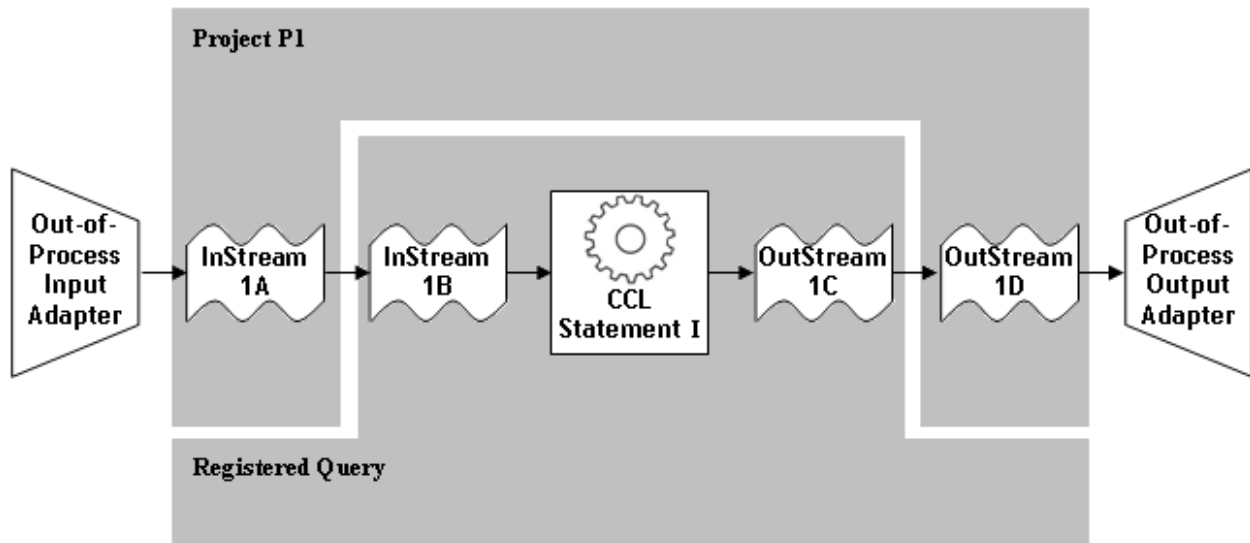 Project P1
Out-of-
Process
Input
Adapter
InStream
1A
InStream
1B
CCL
Statement I
OutStream
1C
OutStream
1D
Out-of-
Process
Output
Adapter
Registered Query